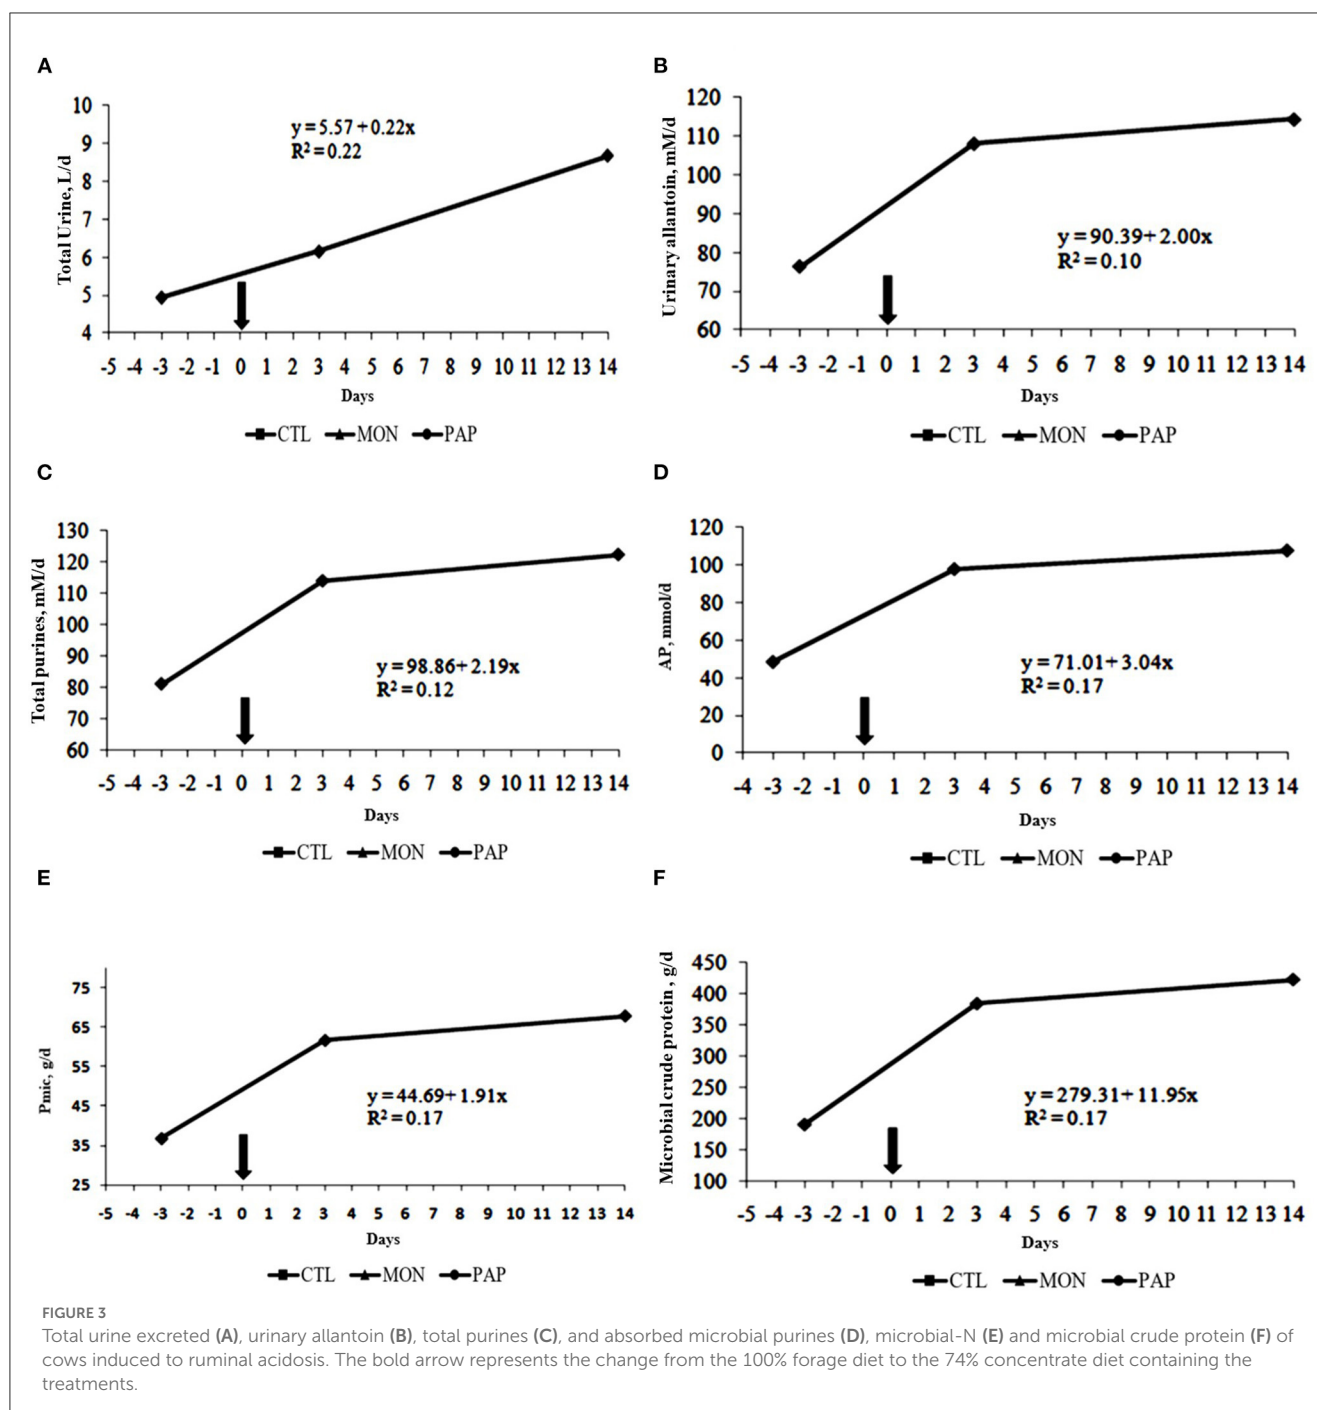 A
Total Urine, L/d
10
9
8
7
6
5
4
y=5.57+0.22x
R²=0.22
-5 -4 -3 -2 -1 0 1 2 3 4 5 6 7 8 9 10 11 12 13 14
Days
CTL MON PAP
B
Urinary allantoin, mM/d
120
110
100
90
80
70
60
y=90.39+2.00x
R²=0.10
-5 -4 -3 -2 -1 0 1 2 3 4 5 6 7 8 9 10 11 12 13 14
Days
CTL MON PAP
C
Total purines, mM/d
130
120
110
100
90
80
70
60
y=98.86+2.19x
R²=0.12
-5 -4 -3 -2 -1 0 1 2 3 4 5 6 7 8 9 10 11 12 13 14
Days
CTL MON PAP
D
AP, mmol/d
120
100
80
60
40
20
0
y=71.01+3.04x
R²=0.17
-4 -3 -2 -1 0 1 2 3 4 5 6 7 8 9 10 11 12 13 14
Days
CTL MON PAP
E
Pmic, g/d
75
65
55
45
35
25
y=44.69+1.91x
R²=0.17
-5 -4 -3 -2 -1 0 1 2 3 4 5 6 7 8 9 10 11 12 13 14
Days
CTL MON PAP
F
Microbial crude protein , g/d
450
400
350
300
250
200
150
100
y=279.31+11.95x
R²=0.17
-5 -4 -3 -2 -1 0 1 2 3 4 5 6 7 8 9 10 11 12 13 14
Days
CTL MON PAP
FIGURE 3
Total urine excreted (A), urinary allantoin (B), total purines (C), and absorbed microbial purines (D), microbial-N (E) and microbial crude protein (F) of
cows induced to ruminal acidosis. The bold arrow represents the change from the 100% forage diet to the 74% concentrate diet containing the
treatments.